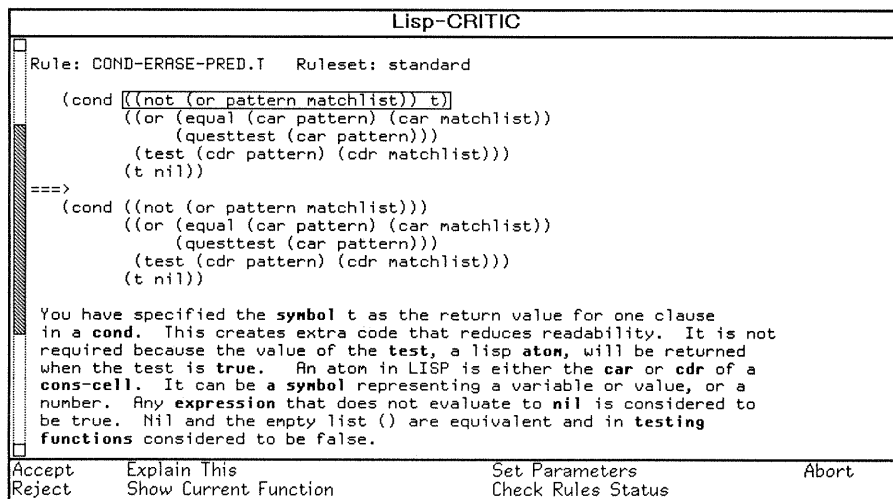 Lisp-CRITIC
Rule: COND-ERASE-PRED.T   Ruleset: standard
(cond ((not (or pattern matchlist)) t)
((or (equal (car pattern) (car matchlist))
(questtest (car pattern)))
(test (cdr pattern) (cdr matchlist)))
(t nil))
===>
(cond ((not (or pattern matchlist)))
((or (equal (car pattern) (car matchlist))
(questtest (car pattern)))
(test (cdr pattern) (cdr matchlist)))
(t nil))
You have specified the symbol t as the return value for one clause
in a cond.  This creates extra code that reduces readability.  It is not
required because the value of the test, a lisp atom, will be returned
when the test is true.  An atom in LISP is either the car or cdr of a
cons-cell.  It can be a symbol representing a variable or value, or a
number.  Any expression that does not evaluate to nil is considered to
be true.  Nil and the empty list () are equivalent and in testing
functions considered to be false.
Accept   Explain This   Set Parameters   Abort
Reject   Show Current Function   Check Rules Status